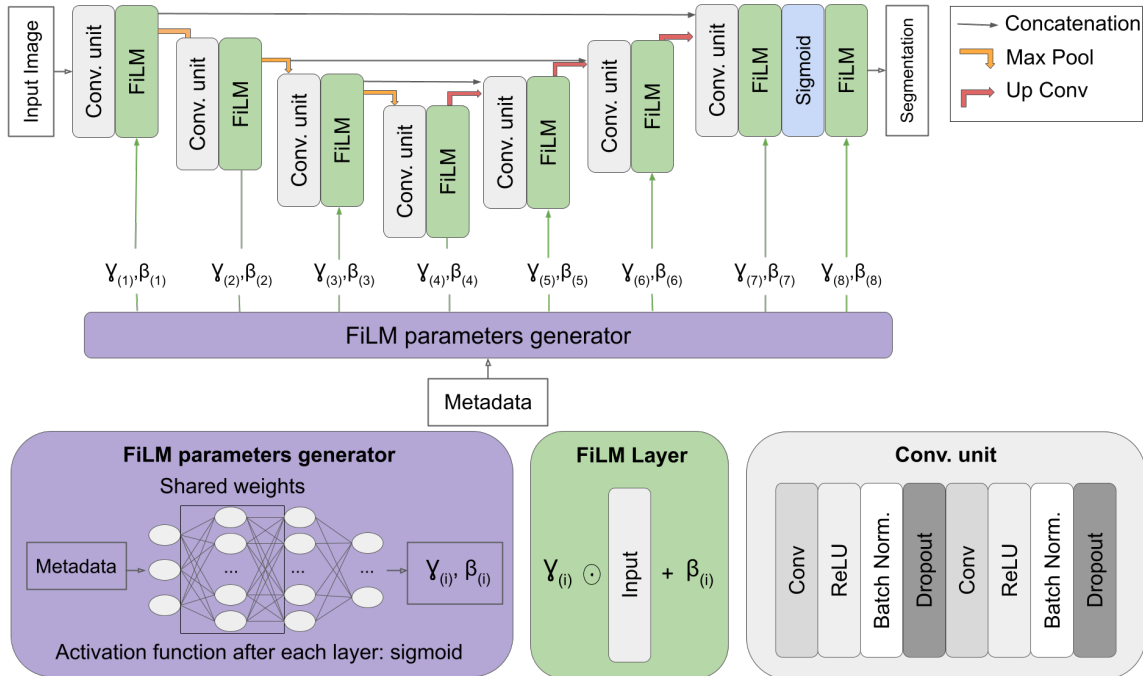 Input Image
Conv. unit
FiLM
Conv. unit
FiLM
Conv. unit
FiLM
Conv. unit
FiLM
Conv. unit
FiLM
Conv. unit
FiLM
Conv. unit
FiLM
Sigmoid
FiLM
Segmentation
Concatenation
Max Pool
Up Conv
Ɣ(1),β(1)
Ɣ(2),β(2)
Ɣ(3),β(3)
Ɣ(4),β(4)
Ɣ(5),β(5)
Ɣ(6),β(6)
Ɣ(7),β(7)
Ɣ(8),β(8)
FiLM parameters generator
Metadata
FiLM parameters generator
Shared weights
Metadata
...
...
...
...
Ɣ(i), β(i)
Activation function after each layer: sigmoid
FiLM Layer
Ɣ(i) ⊙ Input + β(i)
Conv. unit
Conv
ReLU
Batch Norm.
Dropout
Conv
ReLU
Batch Norm.
Dropout